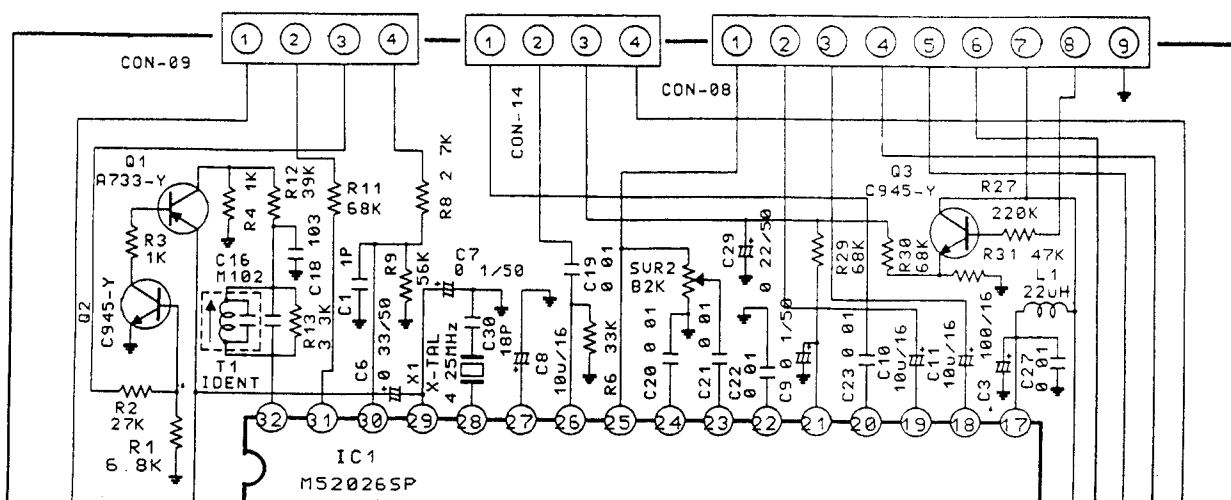 1 2 3 4
1 2 3 4
1 2 3 4 5 6 7 8 9
CON-09
CON-14
CON-08
Q1
A733-Y
R4 1K
R12
39K
R11
68K
R8 2 7K
Q3
C945-Y
R27
220K
R3
1K
C16
M102
C18 103
C1 1P
R9
56K
C7
0 1/50
C19
0 01
SVR2
B2K
C29
0 22/50
R29
68K
R30
68K
R31 47K
L1
22uH
Q2
C945-Y
R13
3 3K
T1
IDENT
C6 0 33/50
X1
X-TAL
4 25MHz
C30
18P
C8
10u/16
R6 33K
C20 0 01
C21 0 01
C22
0 01
C9 0 1/50
C23 0 01
C10
10u/16
C11
10u/16
C3 100/16
C27
0 01
R2
27K
R1
6.8K
32 31 30 29 28 27 26 25 24 23 22 21 20 19 18 17
IC1
M52026SP